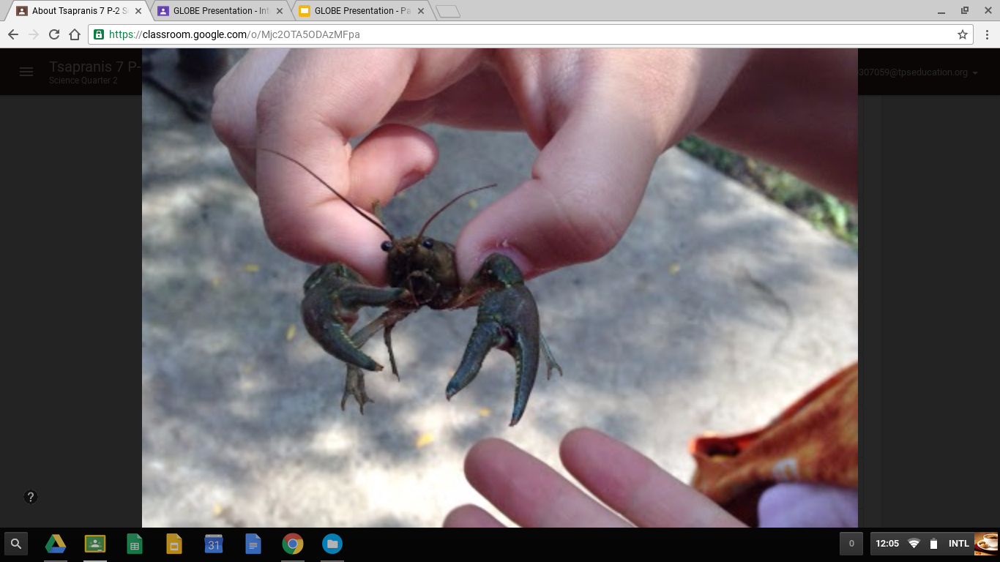 About Tsapranis 7 P-2 S
GLOBE Presentation - Int
GLOBE Presentation - Pa
https://classroom.google.com/o/Mjc2OTA5ODAzMFpa
Tsapranis 7 P-
307059@tpseducation.org
Science Quarter 2
?
31
0
12:05
INTL